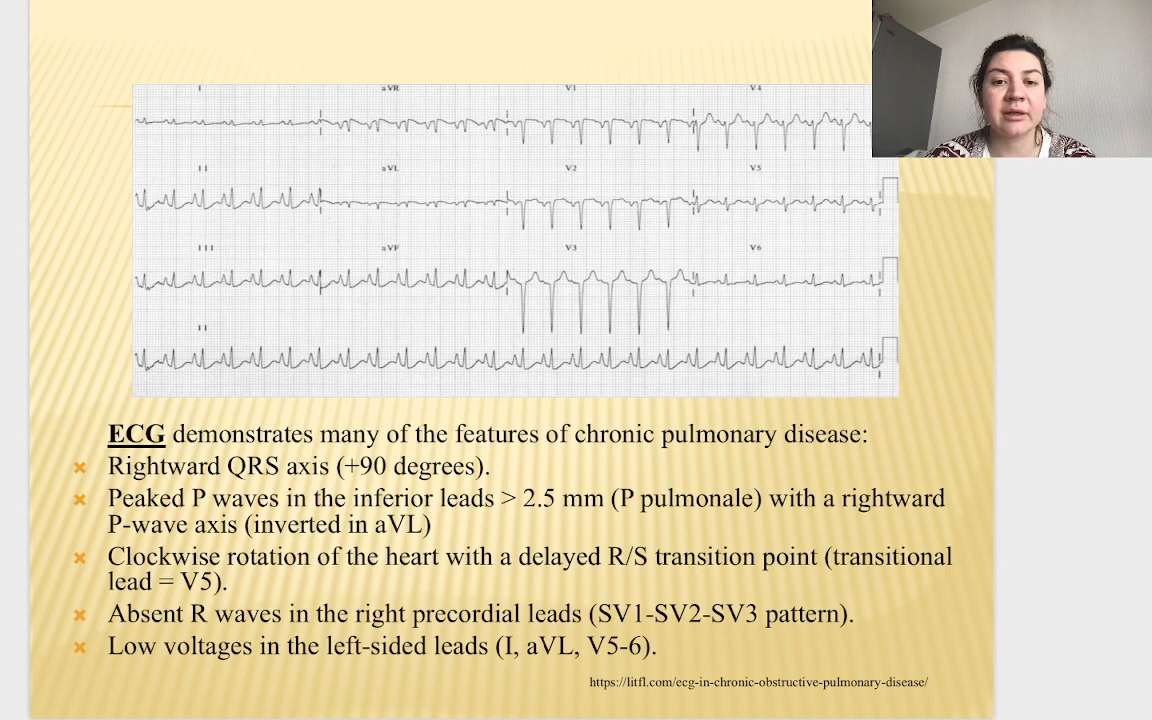 I aVR V1 V4
II aVL V2 V5
III aVF V3 V6
II
ECG demonstrates many of the features of chronic pulmonary disease:
Rightward QRS axis (+90 degrees).
Peaked P waves in the inferior leads > 2.5 mm (P pulmonale) with a rightward
P-wave axis (inverted in aVL)
Clockwise rotation of the heart with a delayed R/S transition point (transitional
lead = V5).
Absent R waves in the right precordial leads (SV1-SV2-SV3 pattern).
Low voltages in the left-sided leads (I, aVL, V5-6).
https://litfl.com/ecg-in-chronic-obstructive-pulmonary-disease/